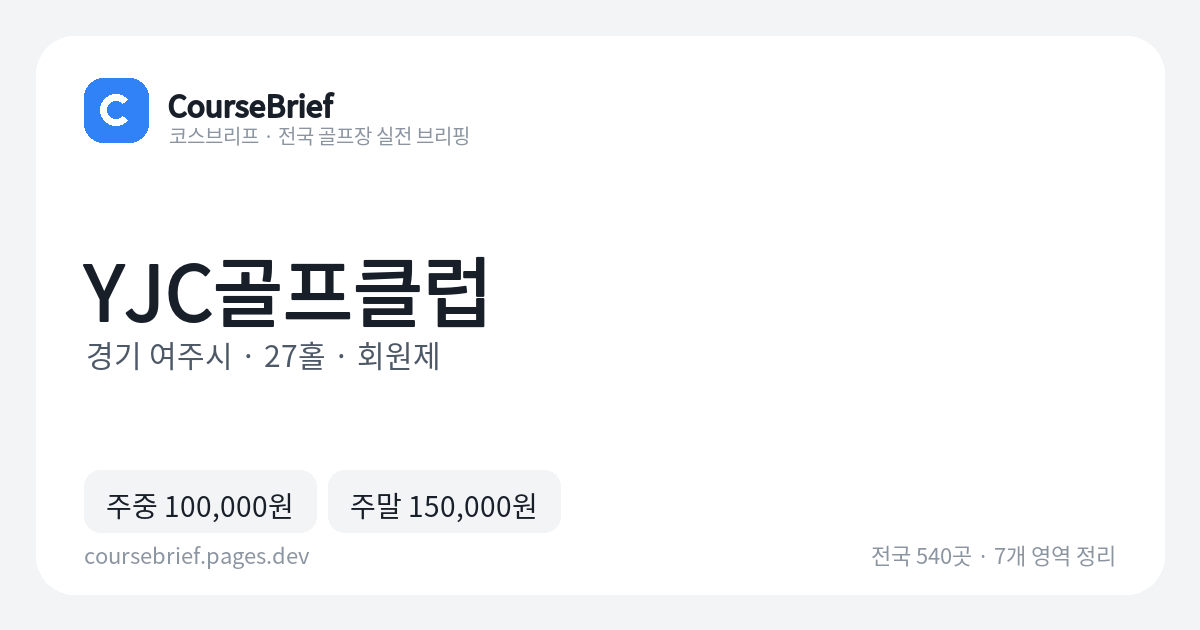 CourseBrief
코스브리프 · 전국 골프장 실전 브리핑
YJC골프클럽
경기 여주시 · 27홀 · 회원제
주중 100,000원 주말 150,000원
coursebrief.pages.dev 전국 540곳 · 7개 영역 정리